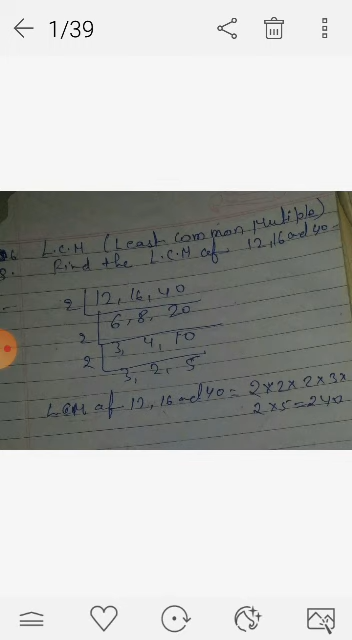 1/39
L.C.M (Least common Multiple)
Find the L.C.M of 12,16 and 40 =
2 12, 16, 40
2 6, 8, 20
2 3, 4, 10
3, 2, 5
LCM of 12, 16 and 40 = 2×2×2×3×
2×5=240